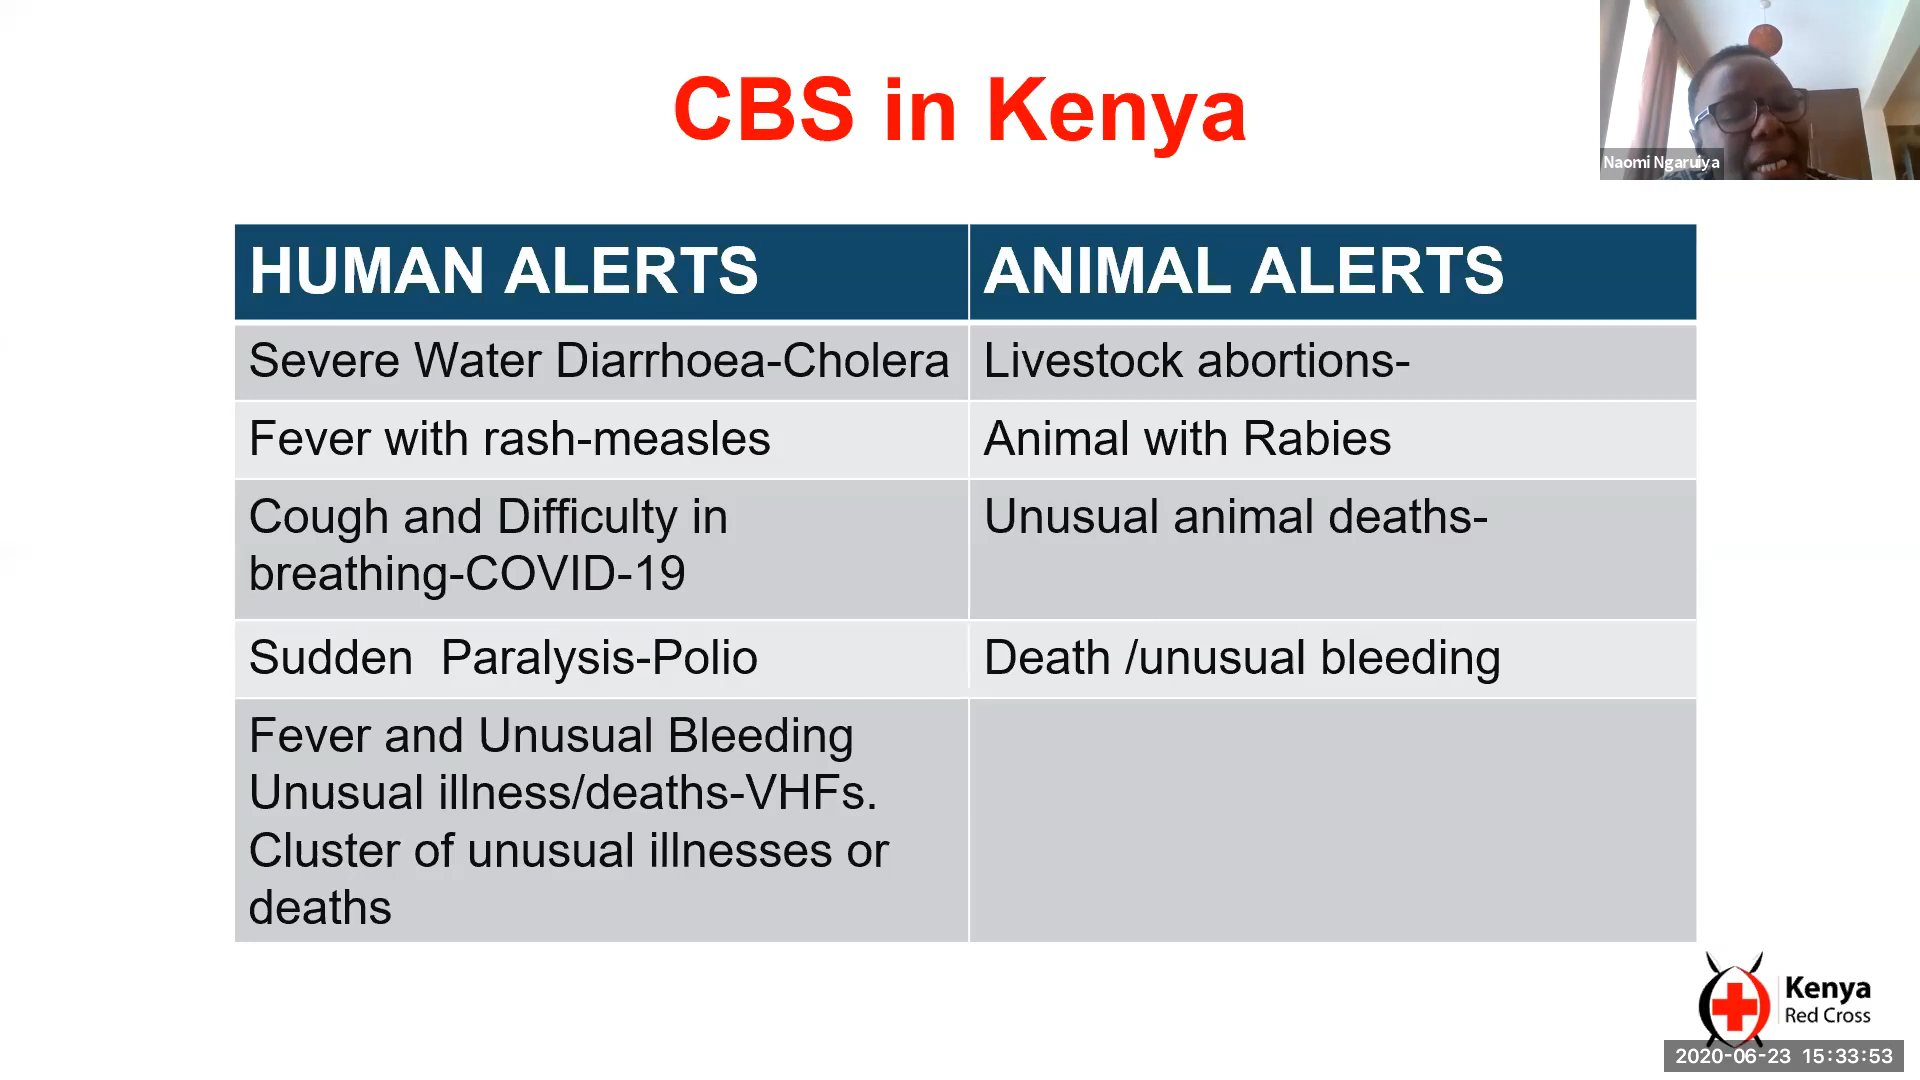 CBS in Kenya
Naomi Ngaruiya
HUMAN ALERTS
ANIMAL ALERTS
Severe Water Diarrhoea-Cholera
Livestock abortions-
Fever with rash-measles
Animal with Rabies
Cough and Difficulty in
breathing-COVID-19
Unusual animal deaths-
Sudden  Paralysis-Polio
Death /unusual bleeding
Fever and Unusual Bleeding
Unusual illness/deaths-VHFs.
Cluster of unusual illnesses or
deaths
Kenya
Red Cross
2020-06-23 15:33:53